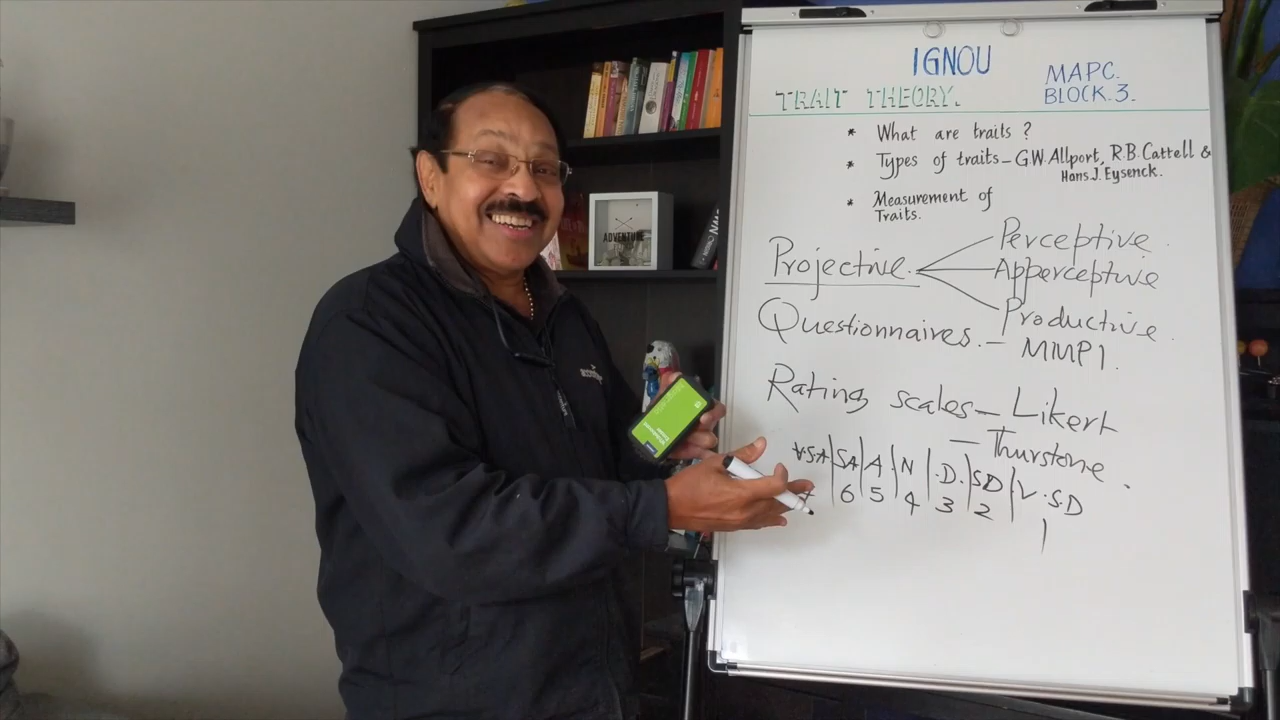 IGNOU
MAPC.
TRAIT THEORY.
BLOCK.3.
* What are traits ?
* Types of traits – G.W. Allport, R.B. Cattell &
Hans.J. Eysenck.
* Measurement of
Traits.
Projective.
Perceptive.
Apperceptive
Productive.
Questionnaires. – MMPI.
Rating scales – Likert
– Thurstone.
VSA | SA | A | N | .D. | SD | V.S.D
7 6 5 4 3 2 1
ADVENTURE